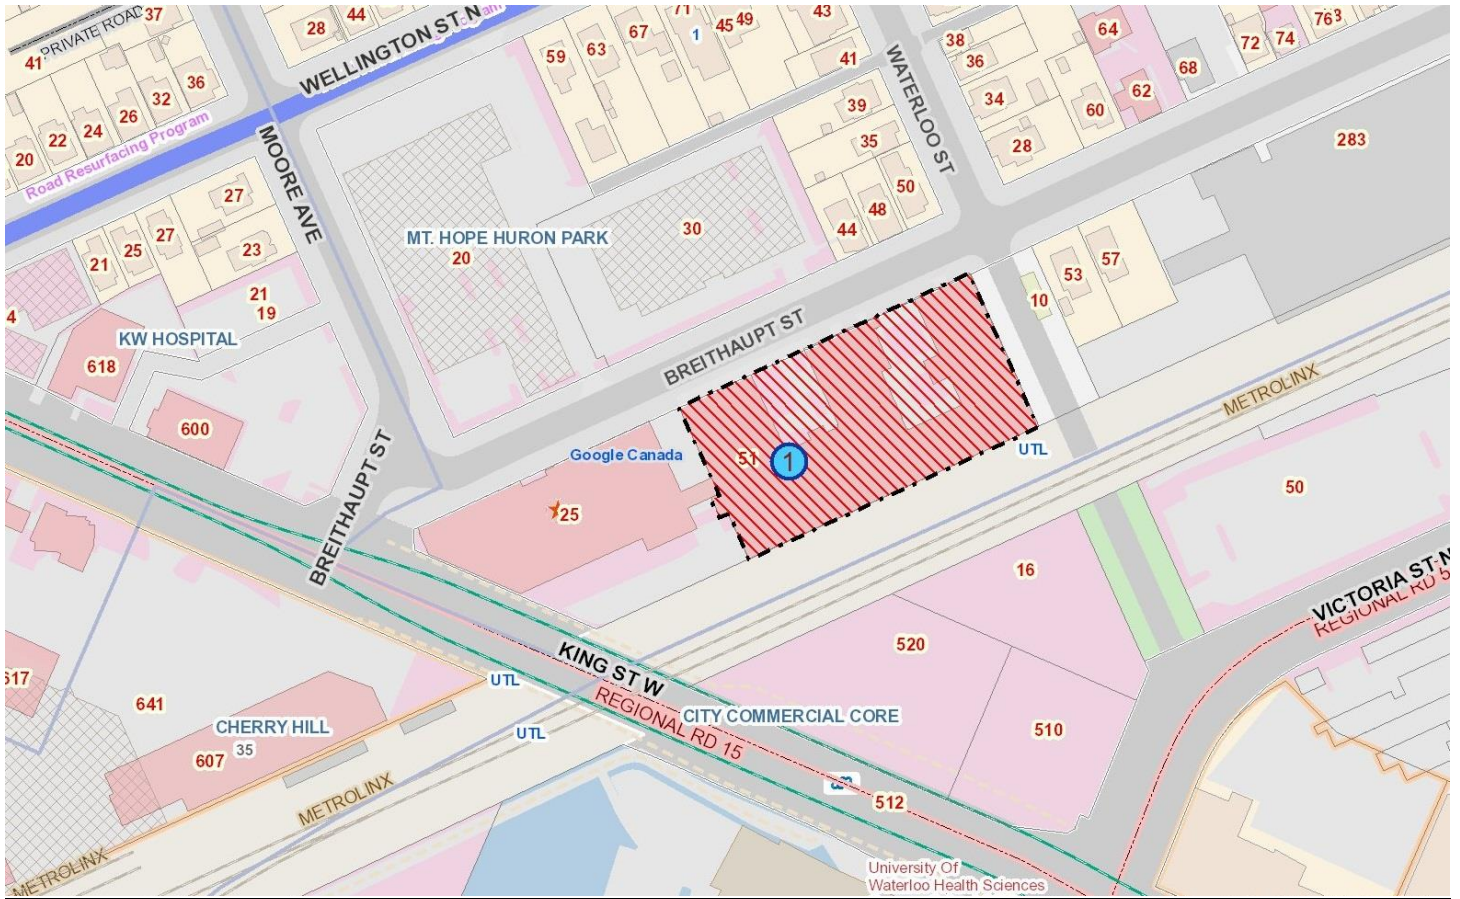 37
44
71
49
43
763
PRIVATE ROAD
28
WELLINGTON ST N
59
63
67
45
1
38
64
72
74
41
36
41
36
68
32
26
24
22
20
Road Resurfacing Program
34
62
60
39
35
WATERLOO ST
28
283
MOORE AVE
27
27
25
21
23
50
48
44
MT. HOPE HURON PARK
20
30
53
57
10
21
19
4
KW HOSPITAL
618
BREITHAUPT ST
METROLINX
600
BREITHAUPT ST
Google Canada
51
1
UTL
25
50
16
520
VICTORIA ST N
REGIONAL RD 5
KING ST W
REGIONAL RD 15
617
UTL
641
CHERRY HILL
35
607
UTL
CITY COMMERCIAL CORE
510
METROLINX
512
METROLINX
University Of
Waterloo Health Sciences